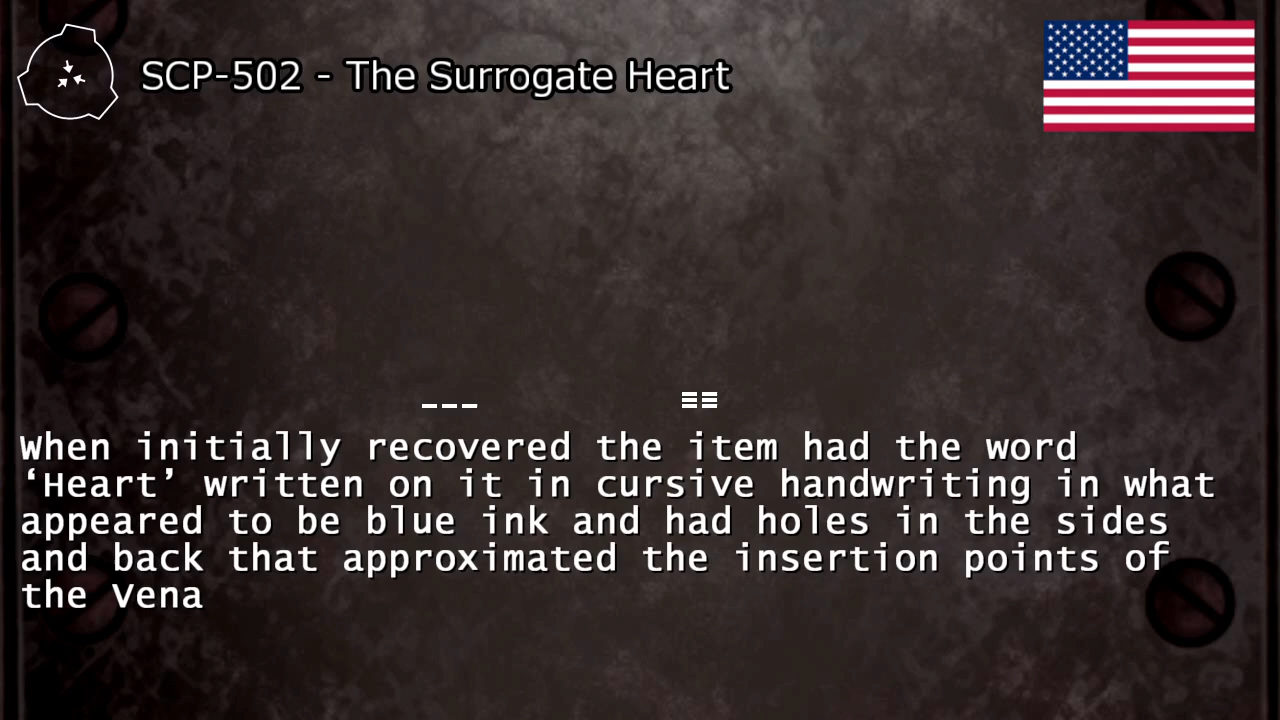 SCP-502 - The Surrogate Heart
When initially recovered the item had the word
‘Heart’ written on it in cursive handwriting in what
appeared to be blue ink and had holes in the sides
and back that approximated the insertion points of
the Vena